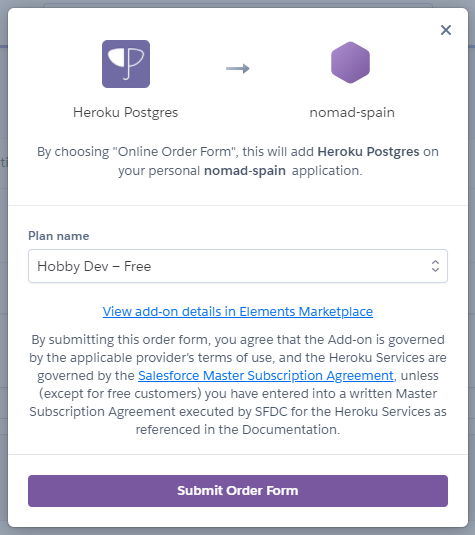 Heroku Postgres
nomad-spain
By choosing "Online Order Form", this will add Heroku Postgres on
your personal nomad-spain application.
Plan name
Hobby Dev – Free
View add-on details in Elements Marketplace
By submitting this order form, you agree that the Add-on is governed
by the applicable provider's terms of use, and the Heroku Services are
governed by the Salesforce Master Subscription Agreement, unless
(except for free customers) you have entered into a written Master
Subscription Agreement executed by SFDC for the Heroku Services as
referenced in the Documentation.
Submit Order Form